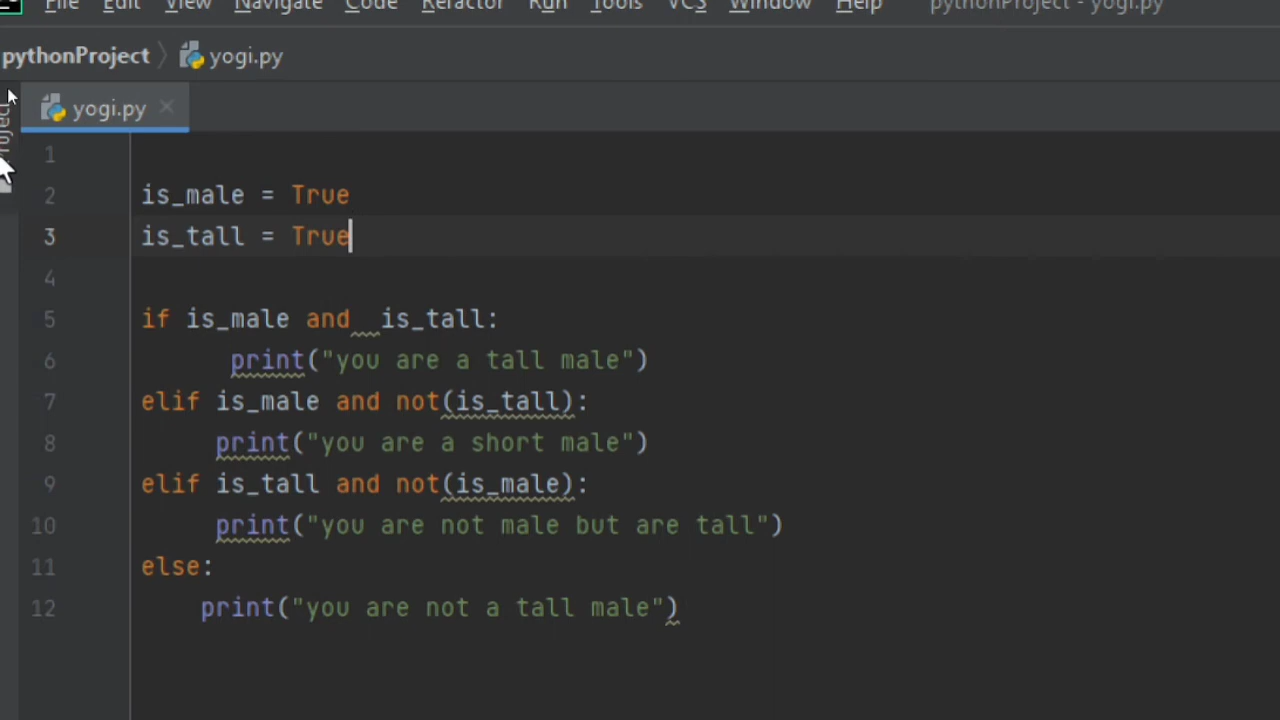 File Edit View Navigate Code Refactor Run Tools VCS Window Help pythonProject - yogi.py
pythonProject yogi.py
Project
yogi.py
1
2 is_male = True
3 is_tall = True
4
5 if is_male and  is_tall:
6       print("you are a tall male")
7 elif is_male and not(is_tall):
8      print("you are a short male")
9 elif is_tall and not(is_male):
10      print("you are not male but are tall")
11 else:
12     print("you are not a tall male")